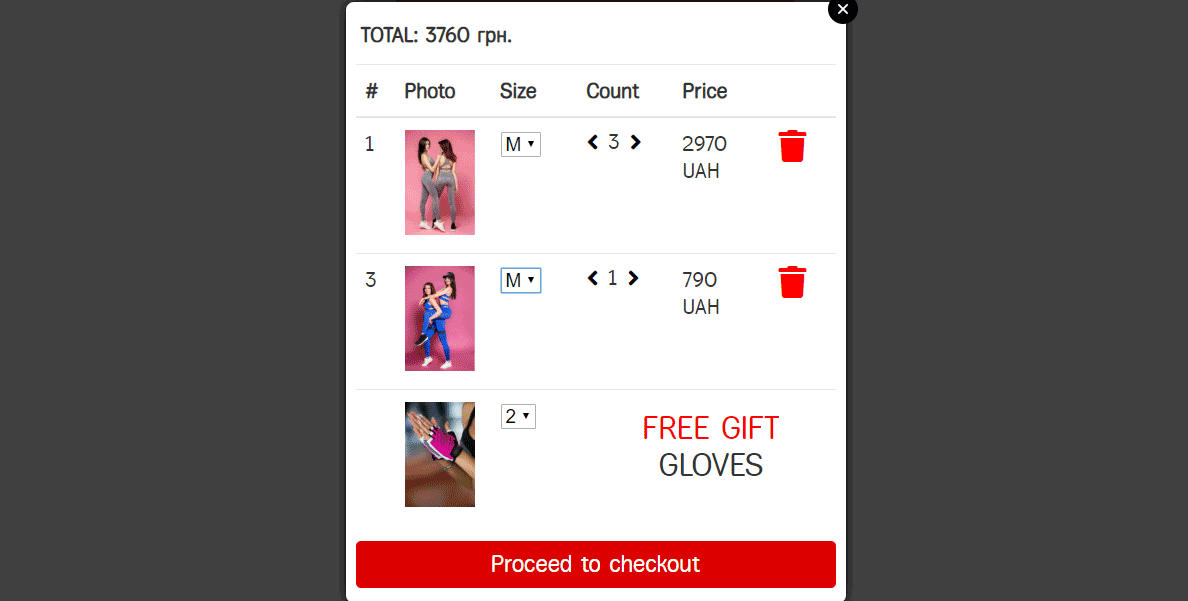 TOTAL: 3760 грн.
# Photo Size Count Price
1 M 3 2970 UAH
3 M 1 790 UAH
2 FREE GIFT
GLOVES
Proceed to checkout